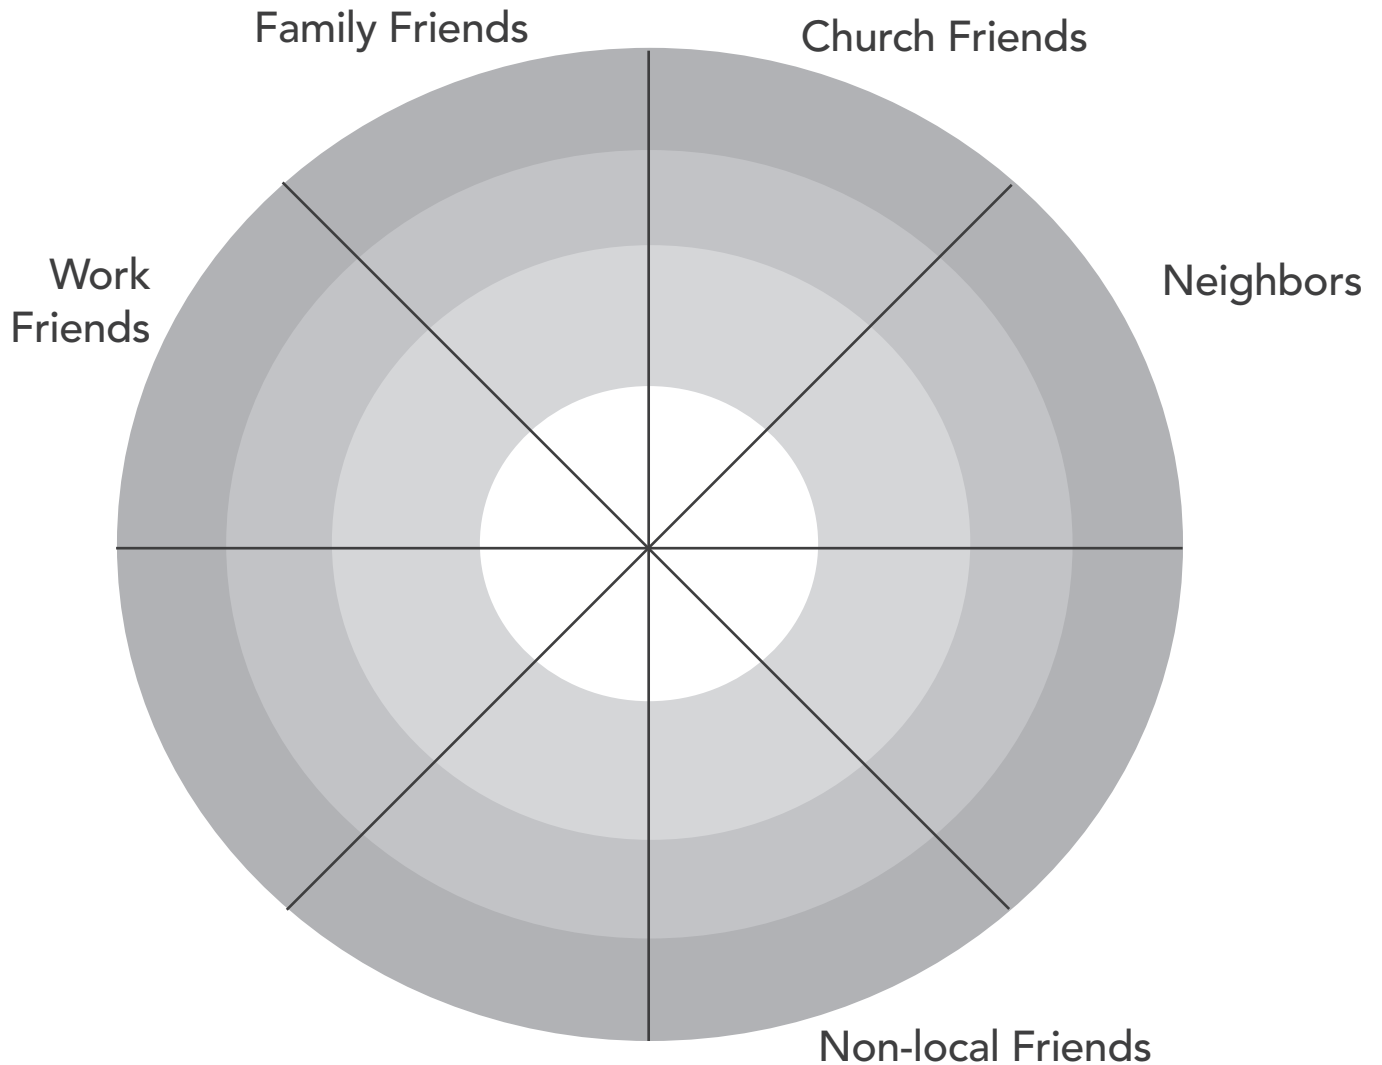 Family Friends
Church Friends
Work
Friends
Neighbors
Non-local Friends